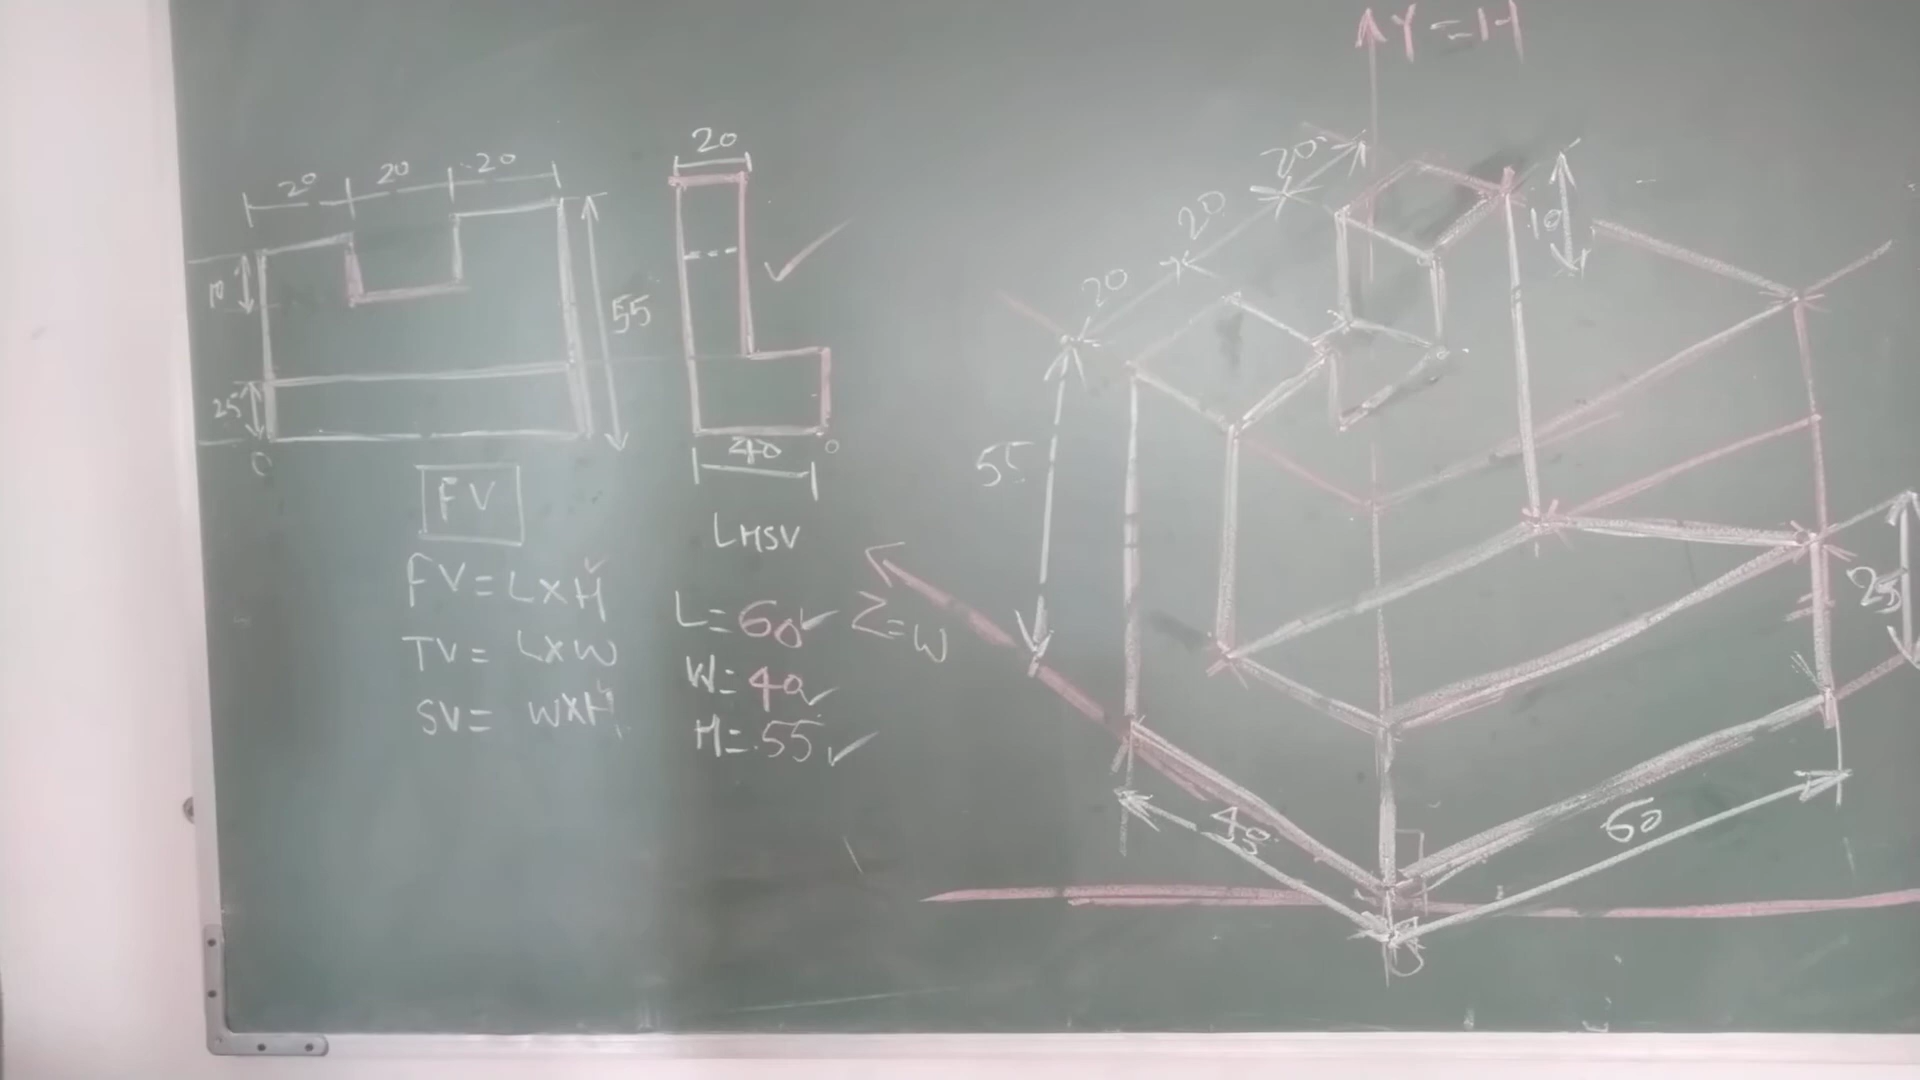 20 20 20
10
55
25
0
FV
FV = L X H
TV = L X W
SV = W X H
20
40
0
LHSV
L = 60
W = 40
H = 55
Y = H
20
20
20
10
55
Z = W
25
40
60
0